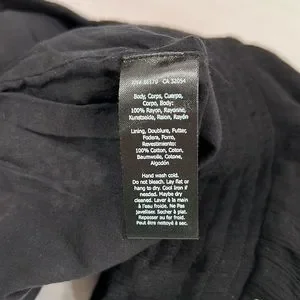 RN# 66170 CA 32054
Body, Corps, Cuerpo,
Corpo, Body:
100% Rayon, Rayonne,
Kunstseide, Raion, Rayón
Lining, Doublure, Futter,
Fodera, Forro,
Revestimiento:
100% Cotton, Coton,
Baumwolle, Cotone,
Algodón
Hand wash cold.
Do not bleach. Lay flat or
hang to dry. Cool iron if
needed. Maybe dry
cleaned. Laver à la main à
l'eau froide. Ne Pas
javelliser. Sécher à plat ou
Repasser au fer froid.
Peut être nettoyé à sec.